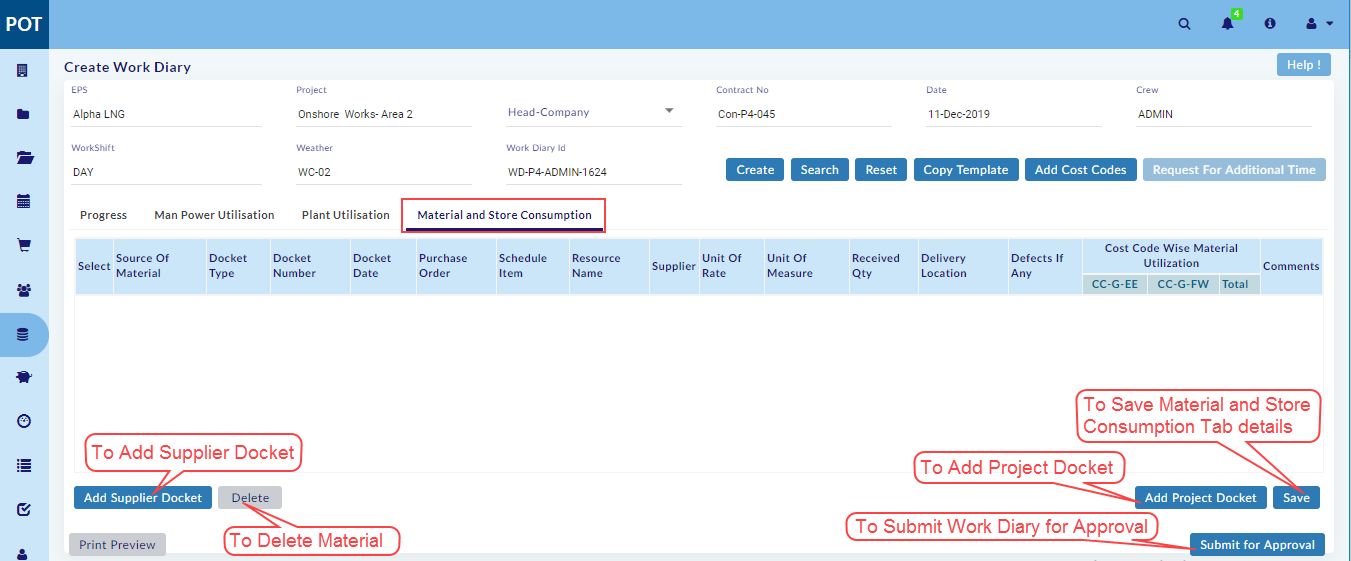 POT
4
Create Work Diary
Help !
EPS
Project
Contract No
Date
Crew
Alpha LNG
Onshore Works- Area 2
Head-Company
Con-P4-045
11-Dec-2019
ADMIN
WorkShift
Weather
Work Diary Id
DAY
WC-02
WD-P4-ADMIN-1624
Create
Search
Reset
Copy Template
Add Cost Codes
Request For Additional Time
Progress
Man Power Utilisation
Plant Utilisation
Material and Store Consumption
Select
Source Of
Material
Docket
Type
Docket
Number
Docket
Date
Purchase
Order
Schedule
Item
Resource
Name
Supplier
Unit Of
Rate
Unit Of
Measure
Received
Qty
Delivery
Location
Defects If
Any
Cost Code Wise Material
Utilization
CC-G-EE
CC-G-FW
Total
Comments
To Save Material and Store
Consumption Tab details
To Add Supplier Docket
To Add Project Docket
Add Supplier Docket
Delete
Add Project Docket
Save
To Submit Work Diary for Approval
To Delete Material
Print Preview
Submit for Approval